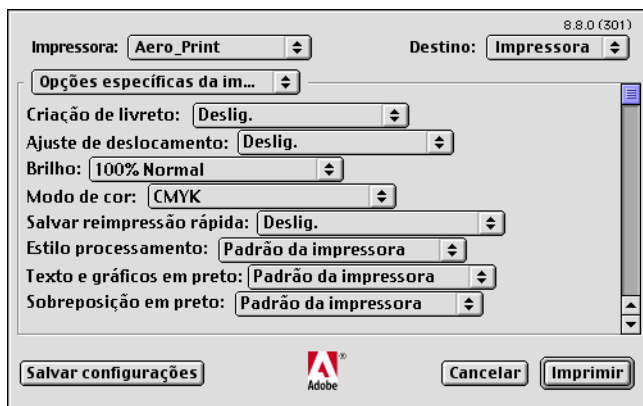 8.8.0 (301)
Impressora: Aero_Print Destino: Impressora
Opções específicas da im...
Criação de livreto: Deslig.
Ajuste de deslocamento: Deslig.
Brilho: 100% Normal
Modo de cor: CMYK
Salvar reimpressão rápida: Deslig.
Estilo processamento: Padrão da impressora
Texto e gráficos em preto: Padrão da impressora
Sobreposição em preto: Padrão da impressora
Salvar configurações Adobe® Cancelar Imprimir